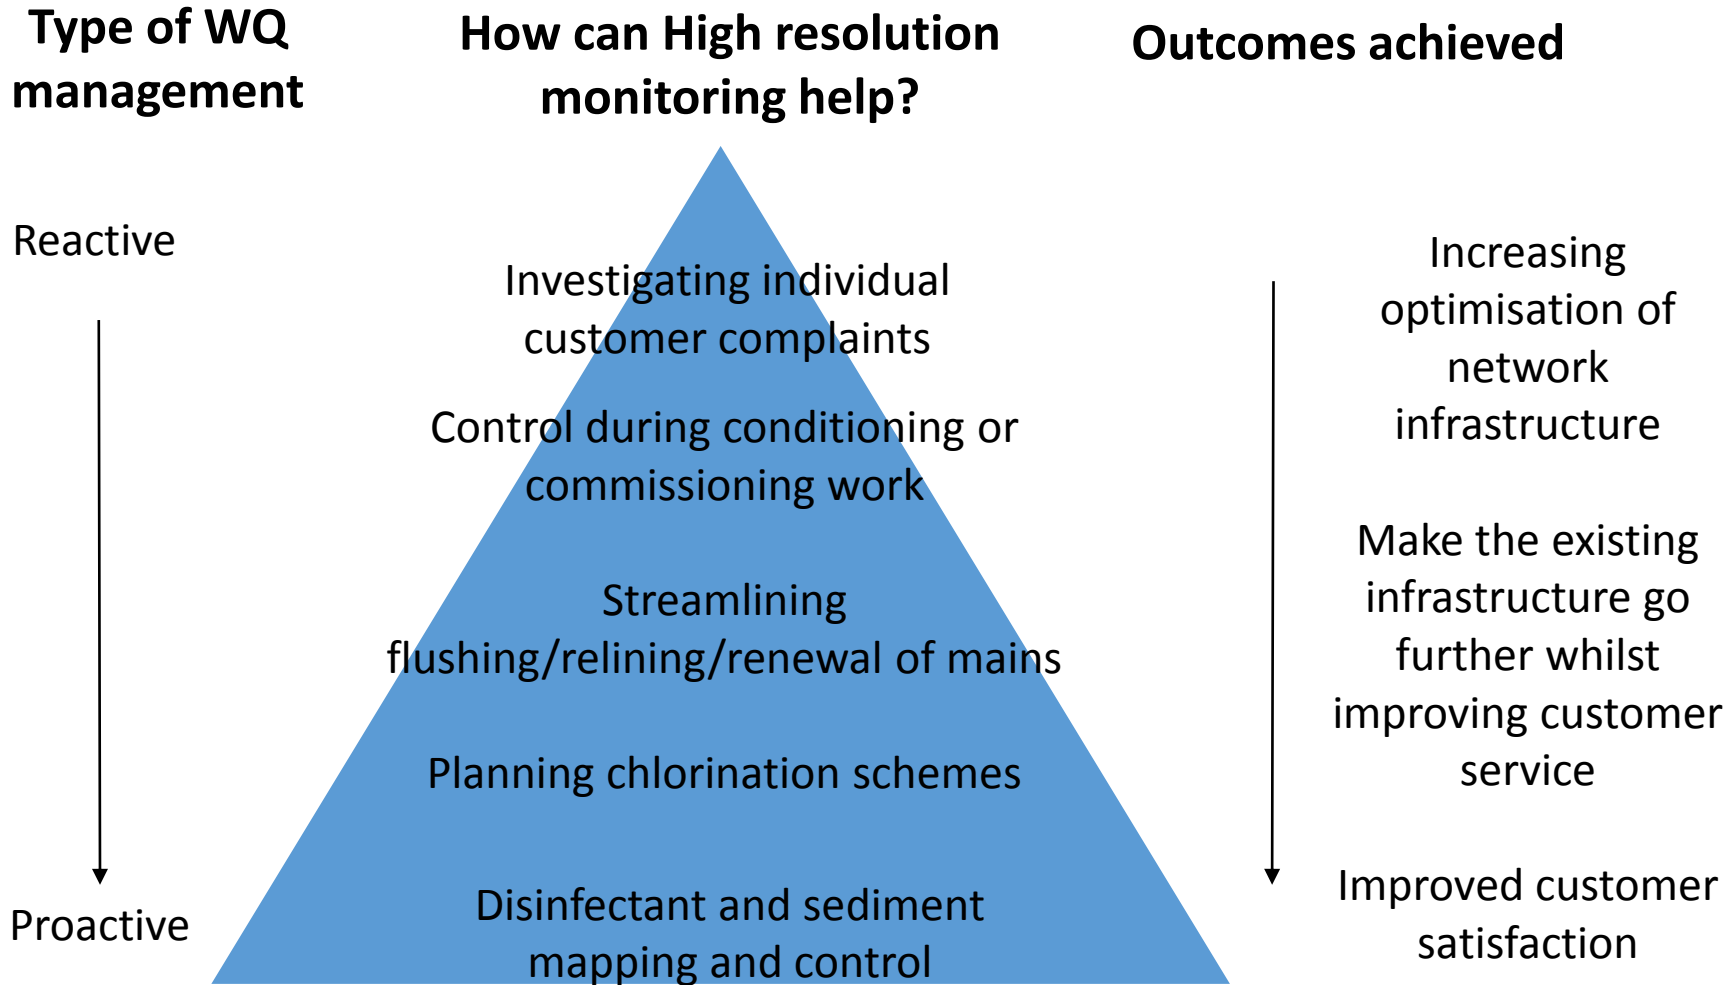 Type of WQ
management
How can High resolution
monitoring help?
Outcomes achieved
Reactive
Proactive
Investigating individual
customer complaints
Control during conditioning or
commissioning work
Streamlining
flushing/relining/renewal of mains
Planning chlorination schemes
Disinfectant and sediment
mapping and control
Increasing
optimisation of
network
infrastructure
Make the existing
infrastructure go
further whilst
improving customer
service
Improved customer
satisfaction